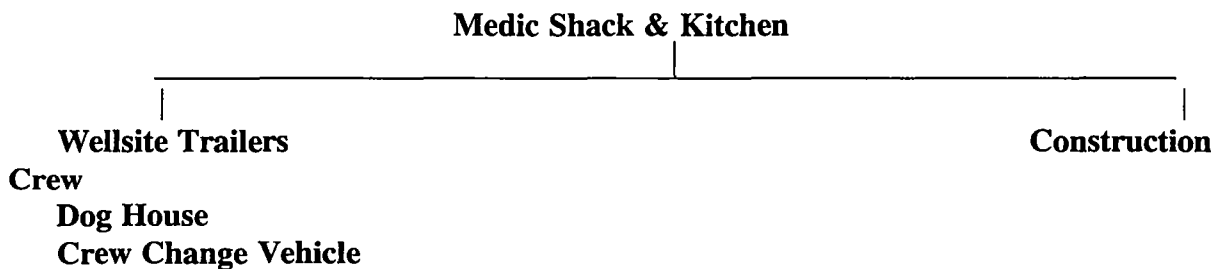 Medic Shack & Kitchen
Wellsite Trailers Construction
Crew
Dog House
Crew Change Vehicle